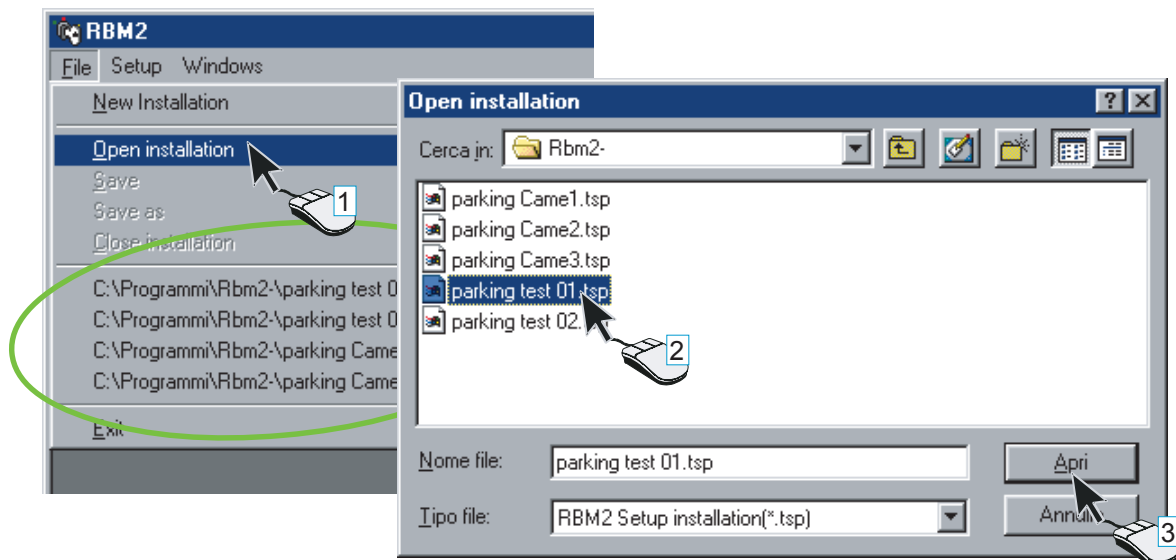 RBM2
File Setup Windows
New Installation
Open installation
Save
Save as
Close installation
C:\Programmi\Rbm2-\parking test 0
C:\Programmi\Rbm2-\parking test 0
C:\Programmi\Rbm2-\parking Came
C:\Programmi\Rbm2-\parking Came
Exit
1
Open installation
Cerca in: Rbm2-
parking Came1.tsp
parking Came2.tsp
parking Came3.tsp
parking test 01.tsp
parking test 02.
2
Nome file: parking test 01.tsp
Apri
Tipo file: RBM2 Setup installation(*.tsp)
Annulla
3